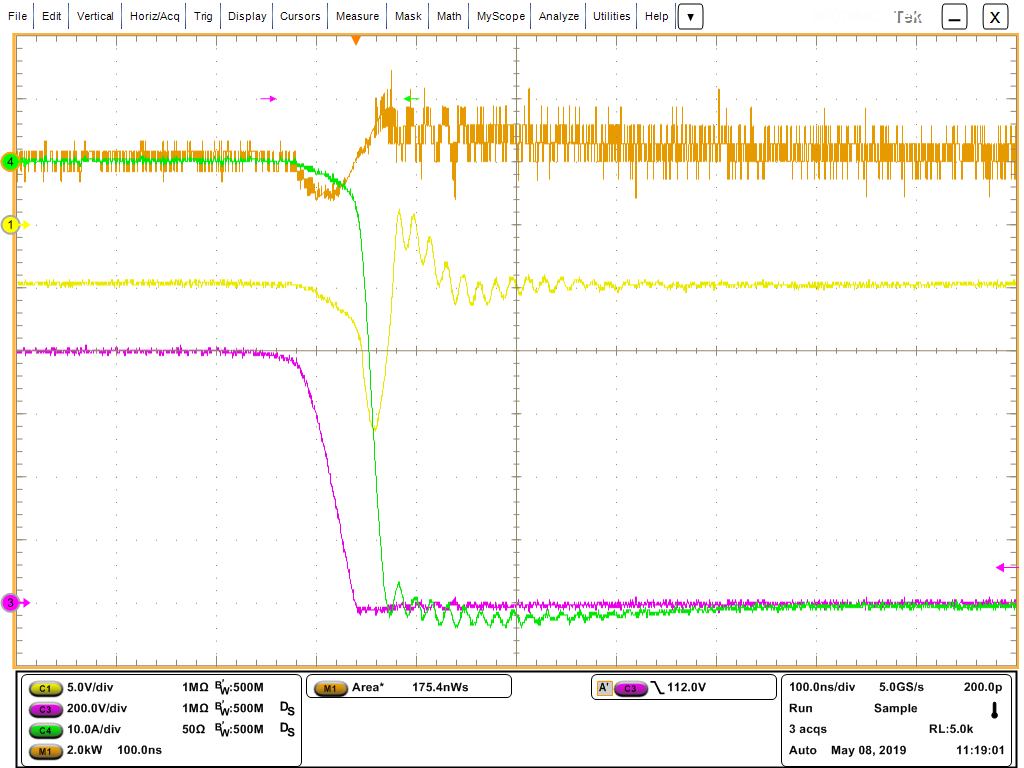 File Edit Vertical Horiz/Acq Trig Display Cursors Measure Mask Math MyScope Analyze Utilities Help ▼ Tek X
4
1
3
C1 5.0V/div 1MΩ BW:500M
C3 200.0V/div 1MΩ BW:500M DS
C4 10.0A/div 50Ω BW:500M DS
M1 2.0kW 100.0ns
M1 Area* 175.4nWs
A' C3 112.0V
100.0ns/div 5.0GS/s 200.0p
Run Sample
3 acqs RL:5.0k
Auto May 08, 2019 11:19:01